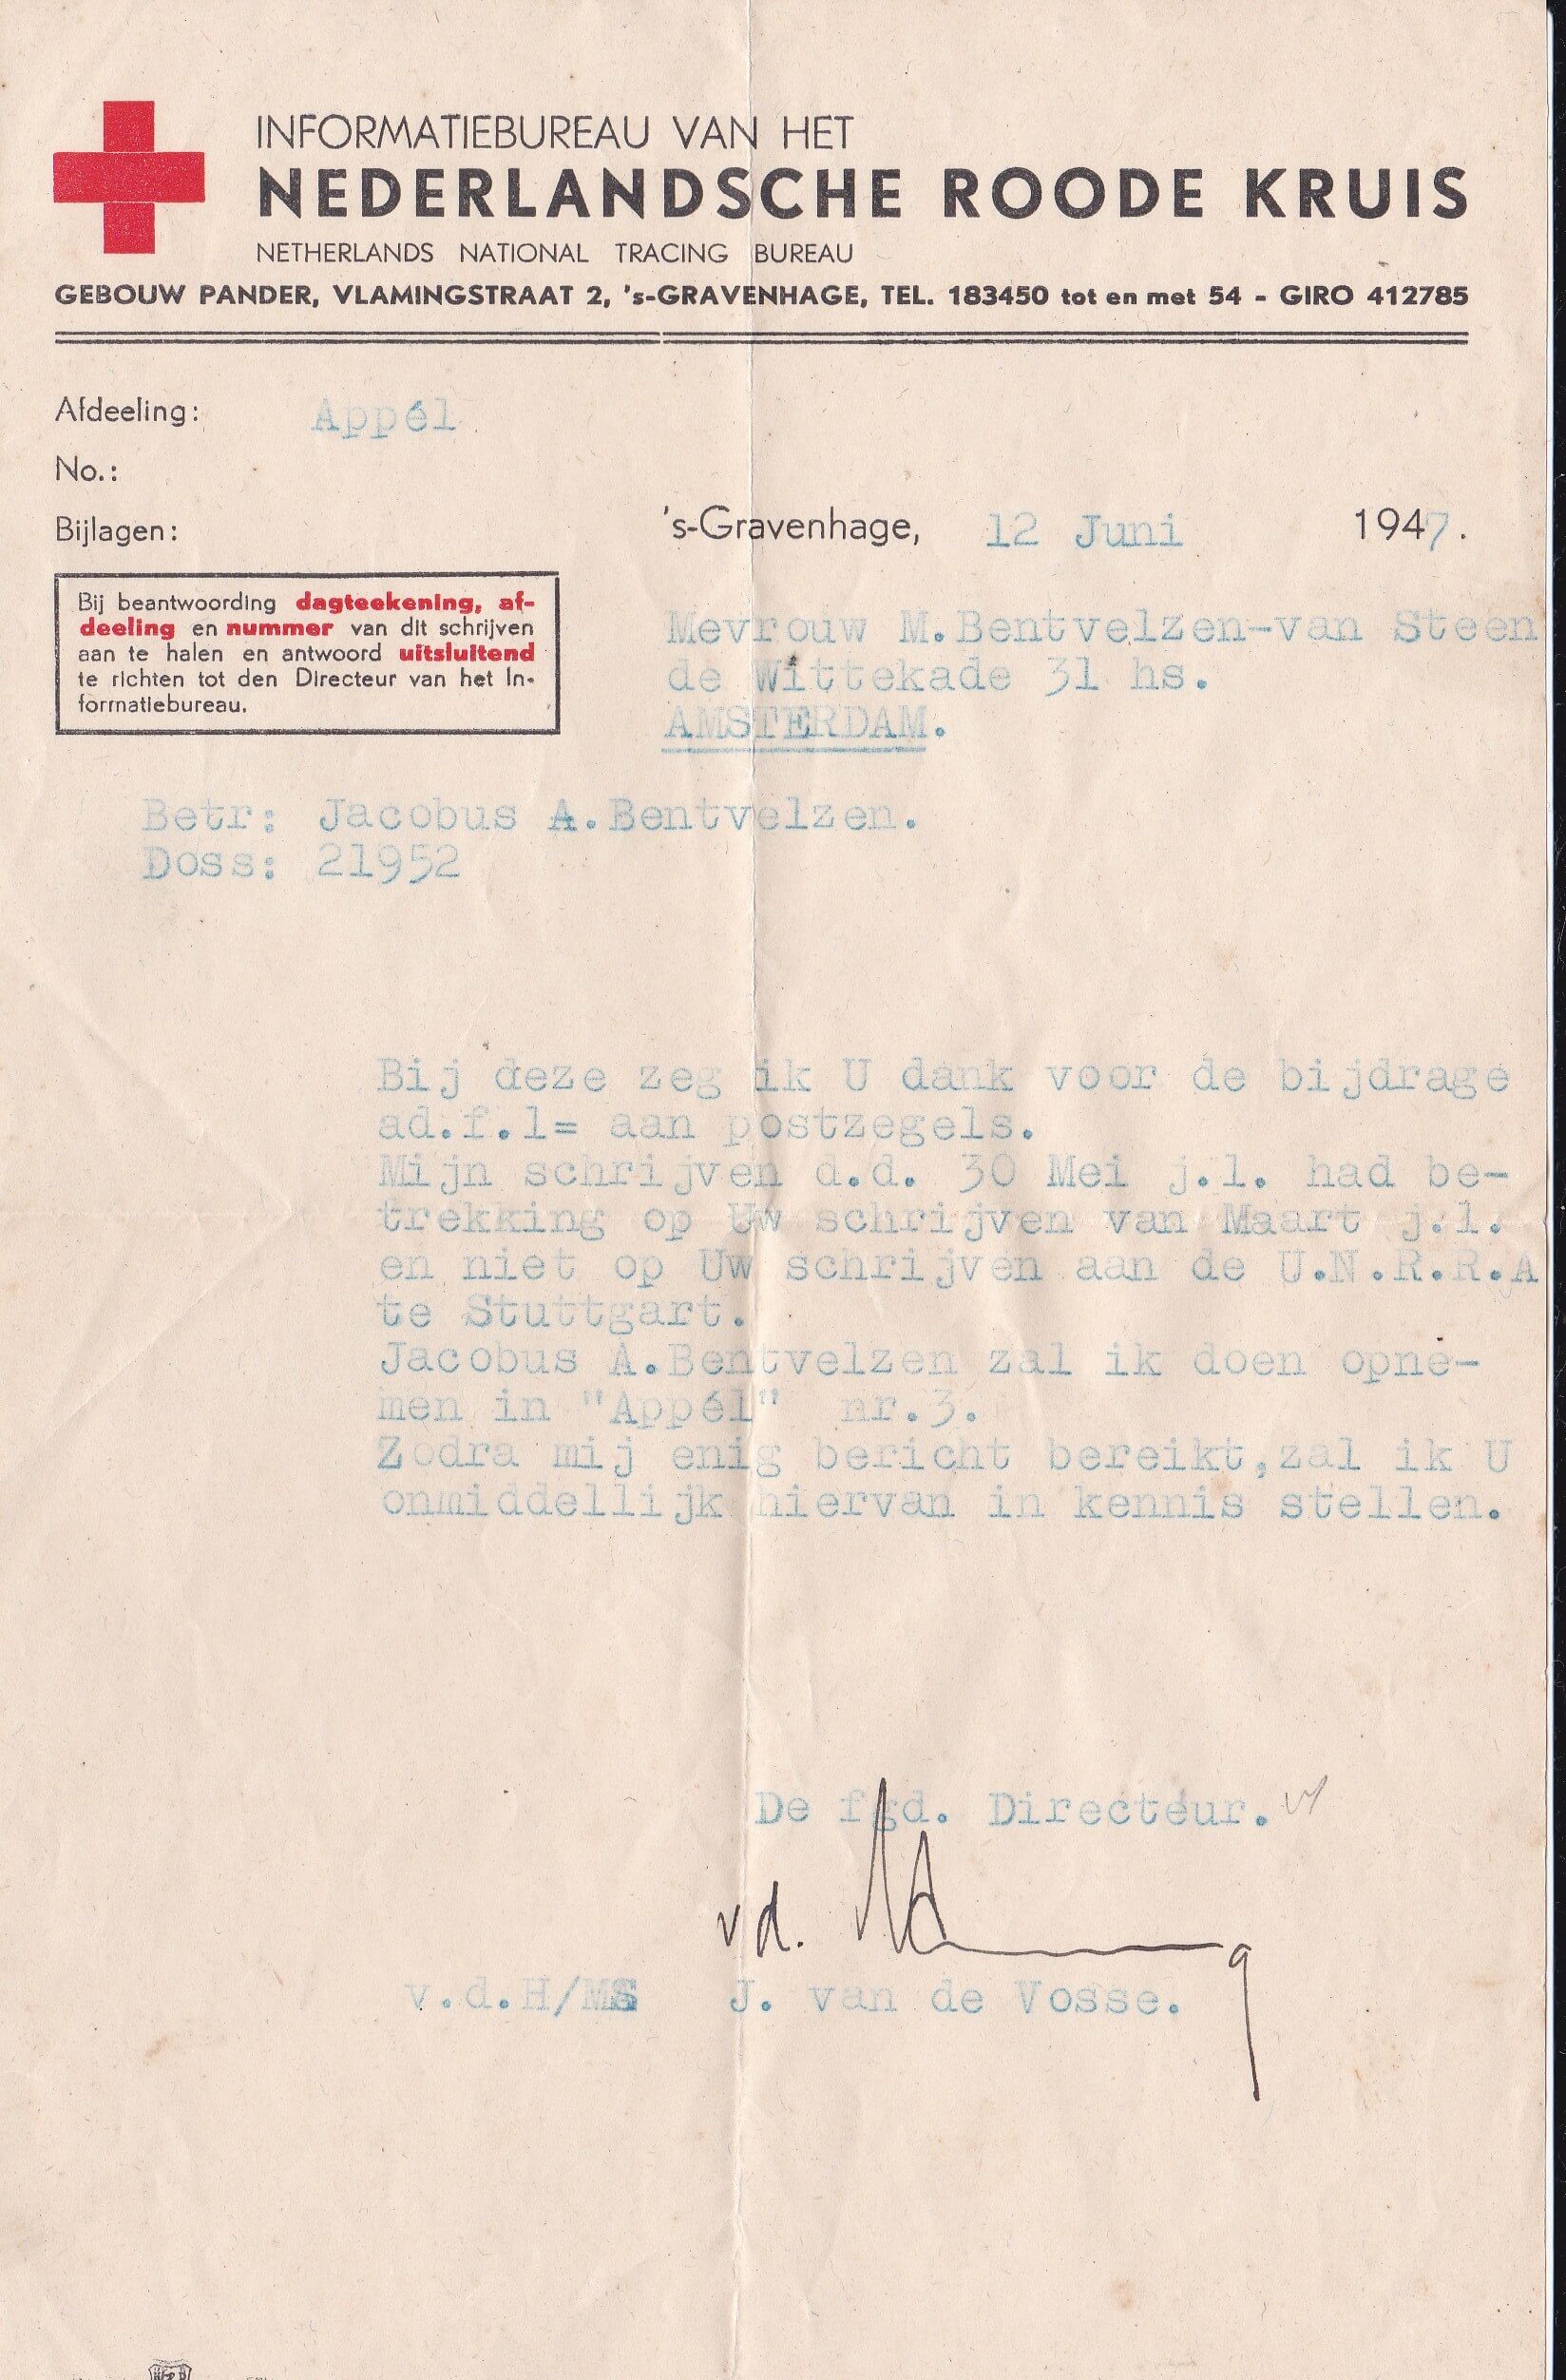 INFORMATIEBUREAU VAN HET
NEDERLANDSCHE ROODE KRUIS
NETHERLANDS NATIONAL TRACING BUREAU
GEBOUW PANDER, VLAMINGSTRAAT 2, 's-GRAVENHAGE, TEL. 183450 tot en met 54 - GIRO 412785
Afdeeling: Appél
No.:
Bijlagen:
's-Gravenhage, 12 Juni 1947.
Bij beantwoording dagteekening, af-
deeling en nummer van dit schrijven
aan te halen en antwoord uitsluitend
te richten tot den Directeur van het In-
formatiebureau.
Mevrouw M.Bentvelzen-van Steen
de Wittekade 31 hs.
AMSTERDAM.
Betr: Jacobus A.Bentvelzen.
Doss: 21952
Bij deze zeg ik U dank voor de bijdrage
ad.f.1= aan postzegels.
Mijn schrijven d.d. 30 Mei j.l. had be-
trekking op Uw schrijven van Maart j.l.
en niet op Uw schrijven aan de U.N.R.R.A
te Stuttgart.
Jacobus A.Bentvelzen zal ik doen opne-
men in "Appél" nr.3.
Zodra mij enig bericht bereikt,zal ik U
onmiddellijk hiervan in kennis stellen.
De fgd. Directeur.
vd.
v.d.H/MS J. van de Vosse.